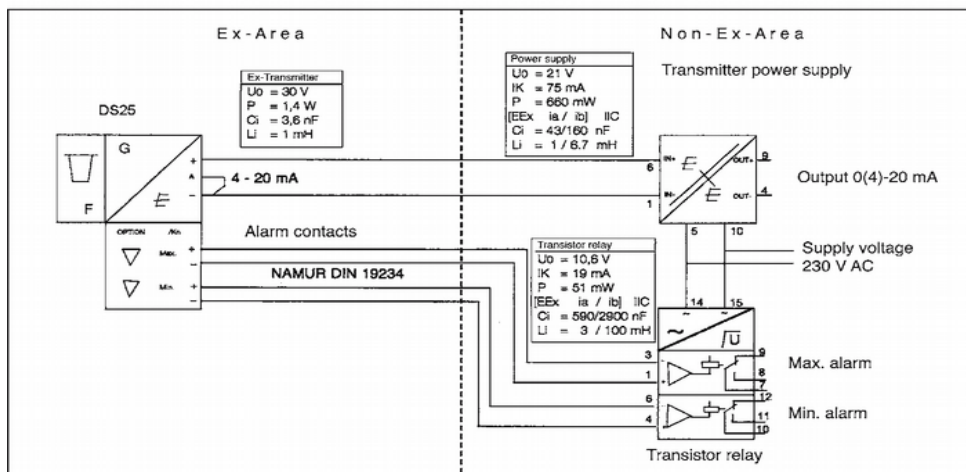 Ex-Area
Non-Ex-Area
Ex-Transmitter
Uo = 30 V
P = 1,4 W
Ci = 3,6 nF
Li = 1 mH
Power supply
Uo = 21 V
IK = 75 mA
P = 660 mW
[EEx ia / ib] IIC
Ci = 43/160 nF
Li = 1 / 6.7 mH
Transmitter power supply
DS25
G
F
E
+
A
-
4 - 20 mA
6
1
IN+
IN-
E
E
OUT+
OUT-
9
4
Output 0(4)-20 mA
5
10
OPTION
/Kn
Max.
Min.
+
-
+
-
Alarm contacts
NAMUR DIN 19234
Transistor relay
Uo = 10,6 V
IK = 19 mA
P = 51 mW
[EEx ia / ib] IIC
Ci = 590/2900 nF
Li = 3 / 100 mH
Supply voltage
230 V AC
14
15
~
~
~
U
3
1
-
+
9
8
7
Max. alarm
6
4
12
11
10
Min. alarm
Transistor relay